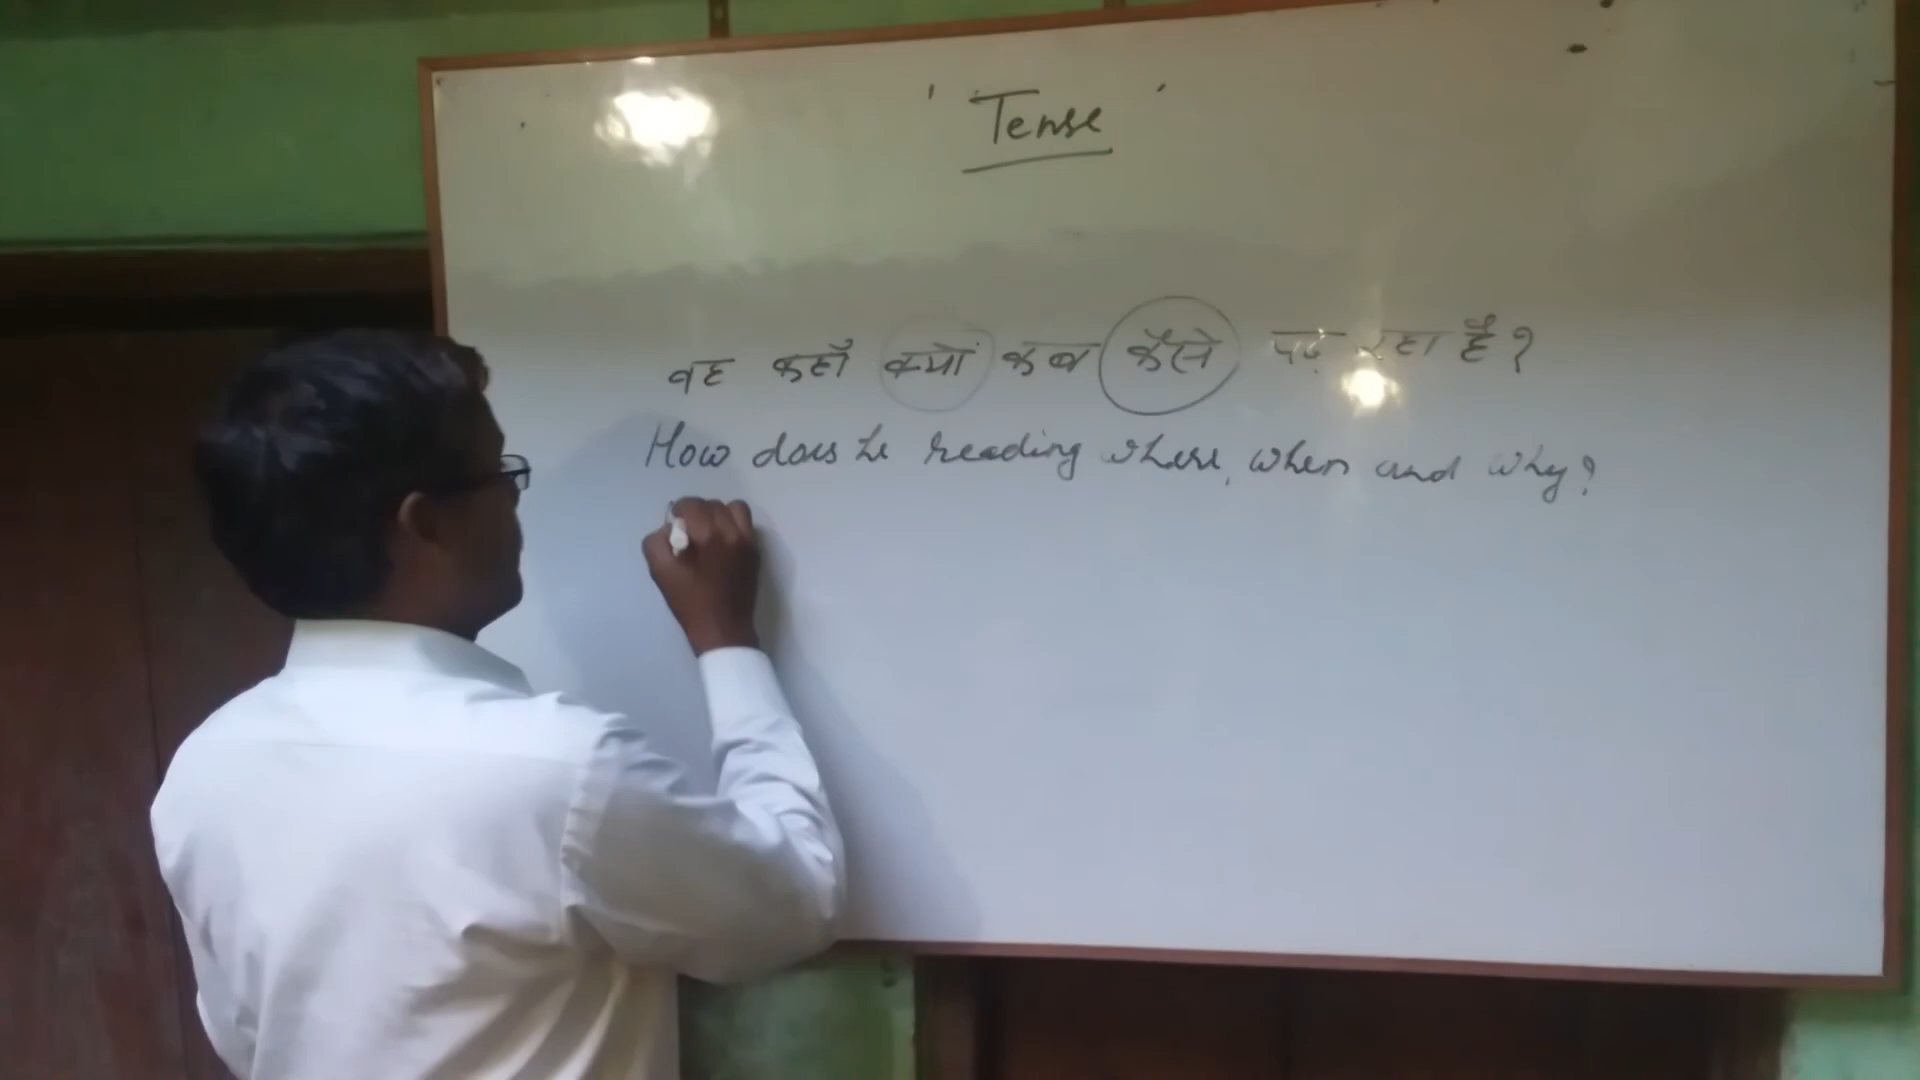 ' Tense '
वह कहाँ क्यों कब कैसे पढ़ रहा है?
How does he reading where, when and why?